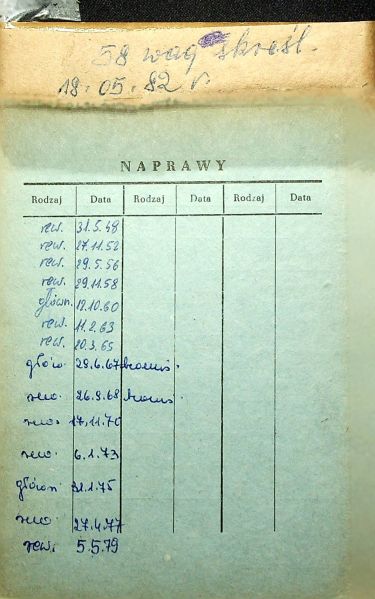 58 wag skreśl.
18.05.82 r.
NAPRAWY
Rodzaj Data Rodzaj Data Rodzaj Data
rew. 31.5.48
rew. 27.11.52
rew. 29.5.56
rew. 29.11.58
główn. 12.10.60
rew. 11.2.63
rew. 20.3.65
główn. 29.6.67
rew. 26.9.68
rew. 17.11.70
rew. 6.1.73
główn 31.1.75
rew. 27.4.77
rew. 5.5.79